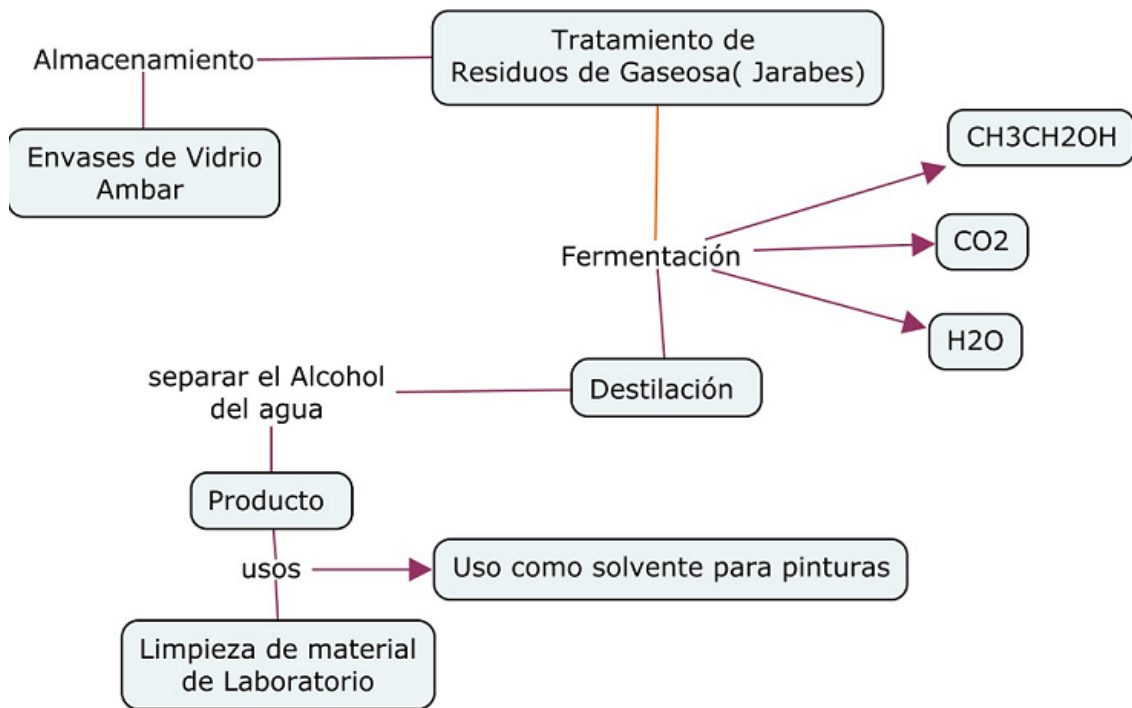 Tratamiento de
Residuos de Gaseosa( Jarabes)
Almacenamiento
Envases de Vidrio
Ambar
CH3CH2OH
CO2
H2O
Fermentación
Destilación
separar el Alcohol
del agua
Producto
usos
Uso como solvente para pinturas
Limpieza de material
de Laboratorio